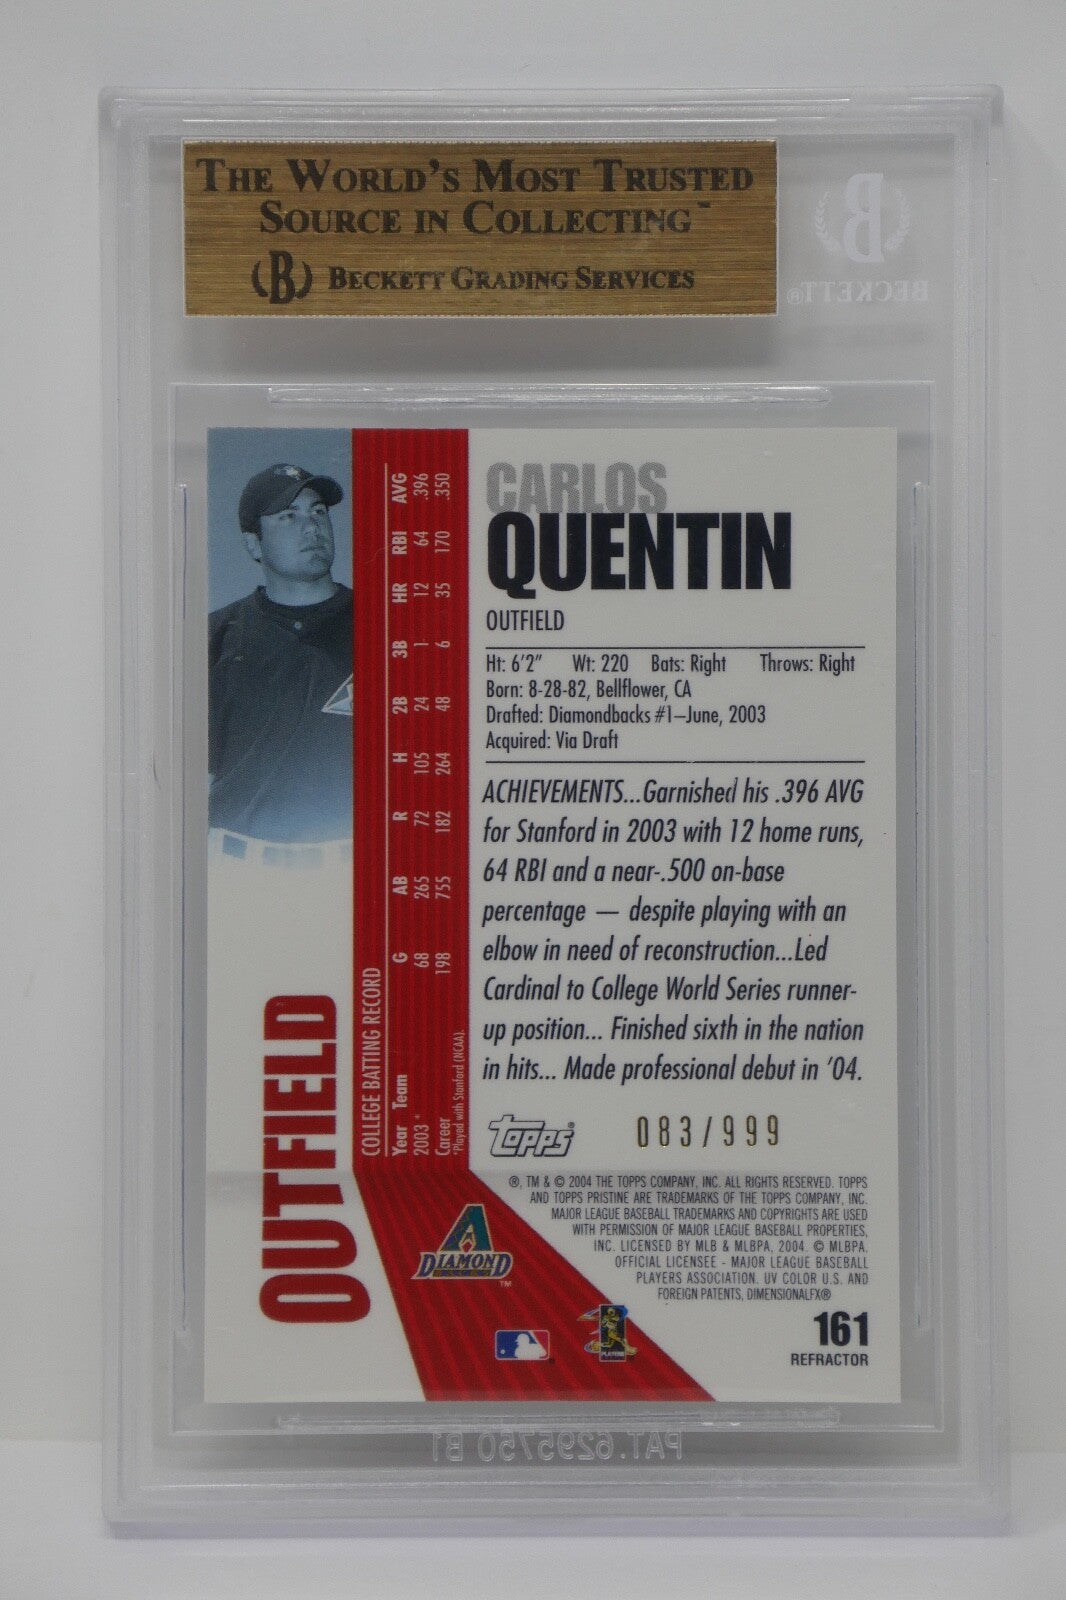 THE WORLD'S MOST TRUSTED
SOURCE IN COLLECTING™
B BECKETT GRADING SERVICES
B
BECKETT®
CARLOS
QUENTIN
OUTFIELD
Ht: 6'2" Wt: 220 Bats: Right Throws: Right
Born: 8-28-82, Bellflower, CA
Drafted: Diamondbacks #1–June, 2003
Acquired: Via Draft
ACHIEVEMENTS...Garnished his .396 AVG
for Stanford in 2003 with 12 home runs,
64 RBI and a near-.500 on-base
percentage — despite playing with an
elbow in need of reconstruction...Led
Cardinal to College World Series runner-
up position... Finished sixth in the nation
in hits... Made professional debut in '04.
Topps® 083/999
®, TM & © 2004 THE TOPPS COMPANY, INC. ALL RIGHTS RESERVED. TOPPS
AND TOPPS PRISTINE ARE TRADEMARKS OF THE TOPPS COMPANY, INC.
MAJOR LEAGUE BASEBALL TRADEMARKS AND COPYRIGHTS ARE USED
WITH PERMISSION OF MAJOR LEAGUE BASEBALL PROPERTIES,
INC. LICENSED BY MLB & MLBPA, 2004. © MLBPA.
OFFICIAL LICENSEE - MAJOR LEAGUE BASEBALL
PLAYERS ASSOCIATION. UV COLOR U.S. AND
FOREIGN PATENTS, DIMENSIONALFX®
161
REFRACTOR
OUTFIELD
COLLEGE BATTING RECORD
Year Team G AB R H 2B 3B HR RBI AVG
2003 * 68 265 72 105 24 1 12 64 .396
Career 198 755 182 264 48 6 35 170 .350
*Played with Stanford (NCAA).
A
DIAMOND
TM
PLAYERS
PAT.6295750 B1